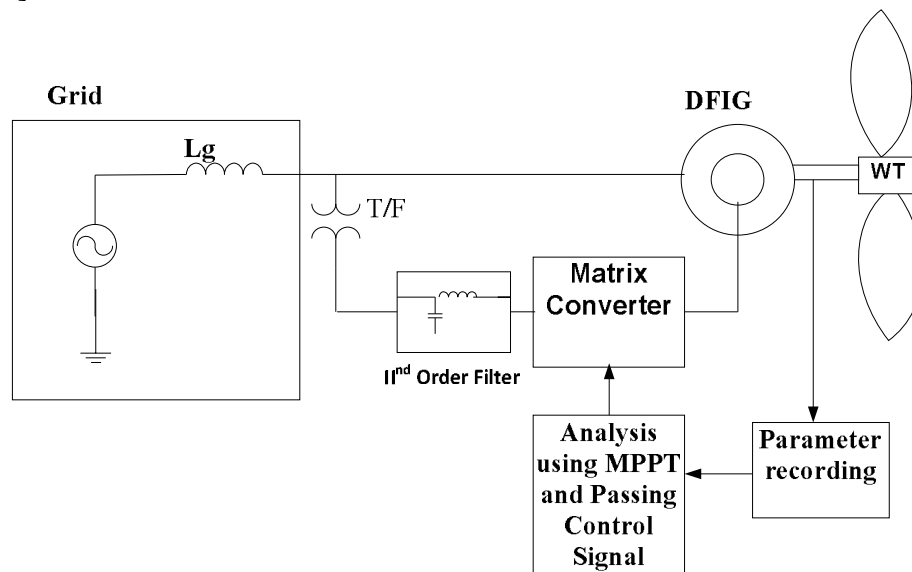 Grid
DFIG
Lg
WT
T/F
Matrix
Converter
IInd Order Filter
Analysis
using MPPT
and Passing
Control
Signal
Parameter
recording